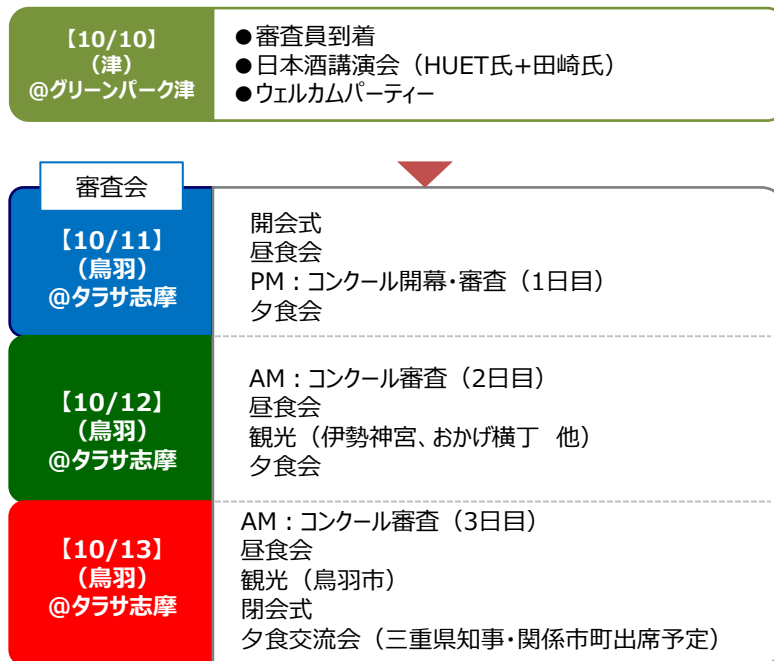 【10/10】
（津）
@グリーンパーク津
●審査員到着
●日本酒講演会（HUET氏+田崎氏）
●ウェルカムパーティー
審査会
【10/11】
（鳥羽）
@タラサ志摩
開会式
昼食会
PM：コンクール開幕・審査（1日目）
夕食会
【10/12】
（鳥羽）
@タラサ志摩
AM：コンクール審査（2日目）
昼食会
観光（伊勢神宮、おかげ横丁　他）
夕食会
【10/13】
（鳥羽）
@タラサ志摩
AM：コンクール審査（3日目）
昼食会
観光（鳥羽市）
閉会式
夕食交流会（三重県知事・関係市町出席予定）